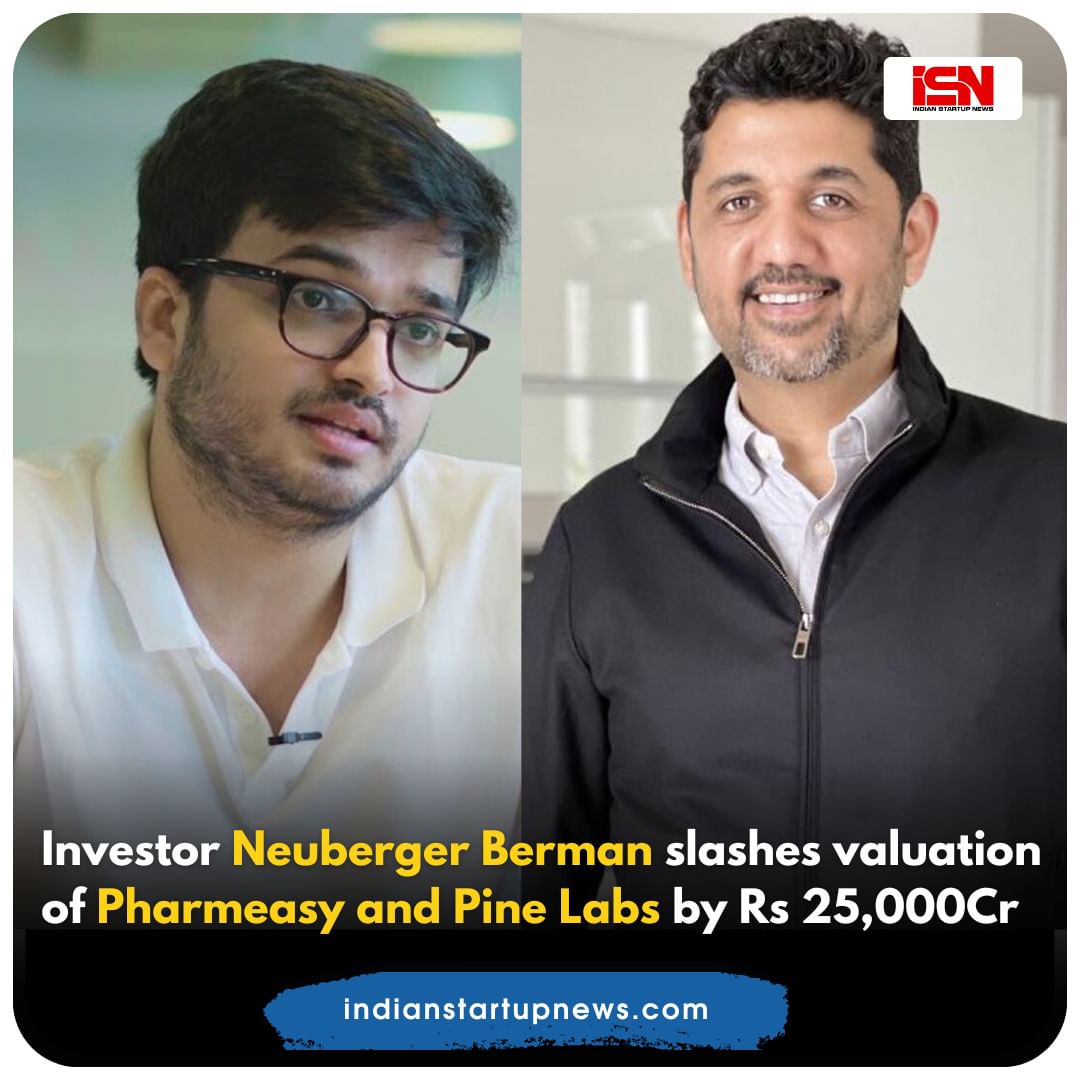 iSN
INDIAN STARTUP NEWS
Investor Neuberger Berman slashes valuation
of Pharmeasy and Pine Labs by Rs 25,000Cr
indianstartupnews.com